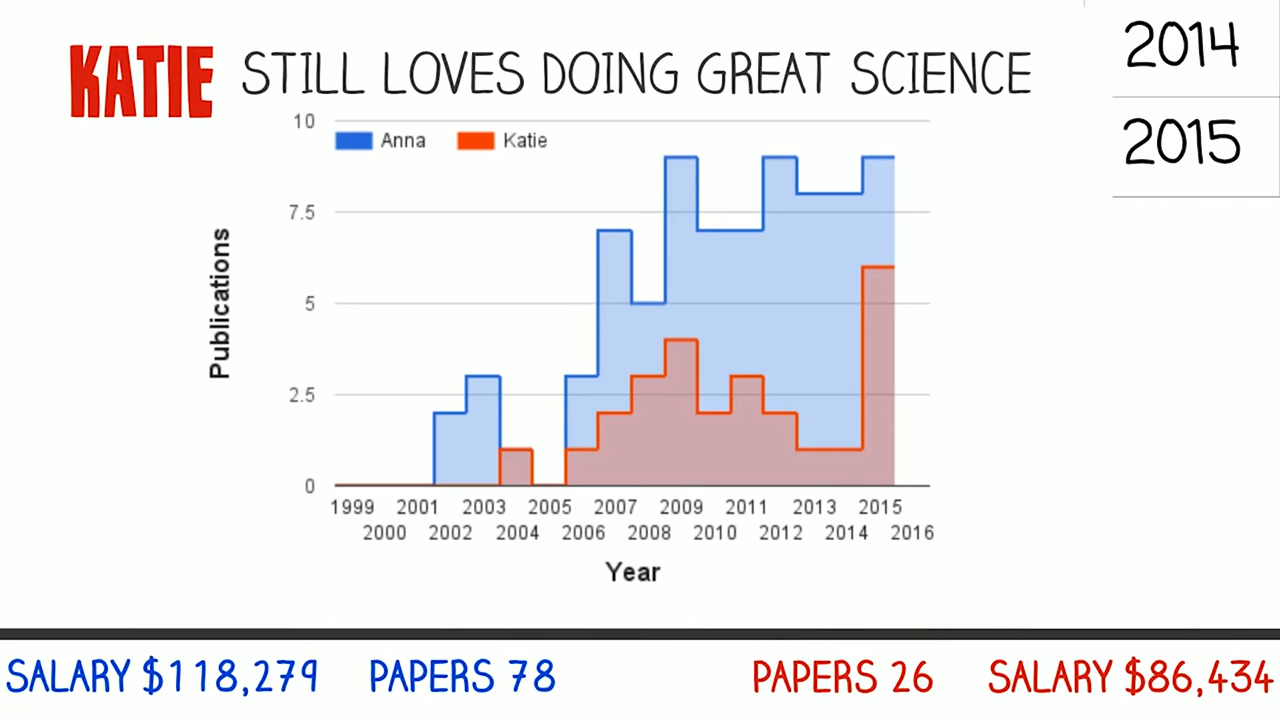 KATIE STILL LOVES DOING GREAT SCIENCE
2014
2015
10
Anna
Katie
7.5
5
2.5
0
Publications
1999 2001 2003 2005 2007 2009 2011 2013 2015
2000 2002 2004 2006 2008 2010 2012 2014 2016
Year
SALARY $118,279 PAPERS 78 PAPERS 26 SALARY $86,434